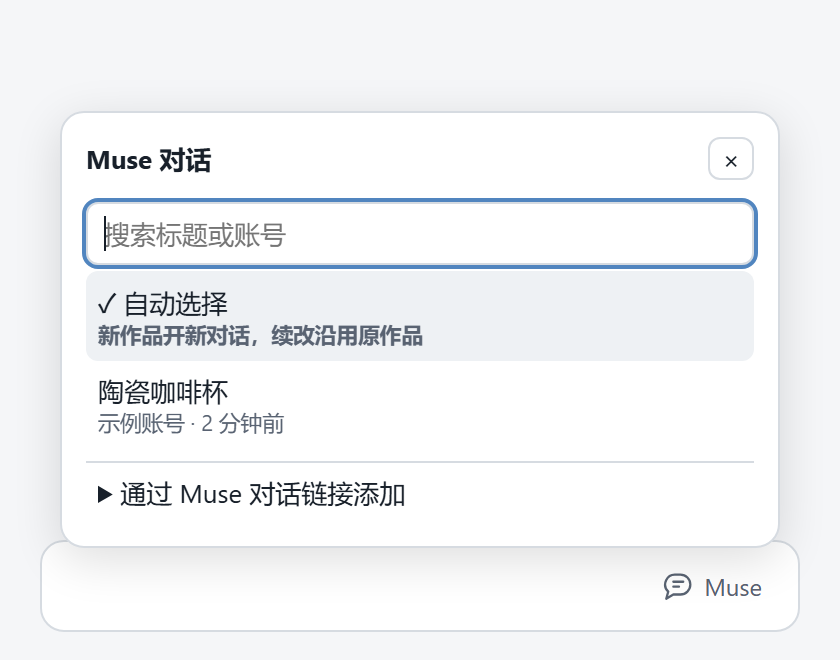 Muse 对话
×
搜索标题或账号
✓ 自动选择
新作品开新对话，续改沿用原作品
陶瓷咖啡杯
示例账号 · 2 分钟前
▶ 通过 Muse 对话链接添加
Muse